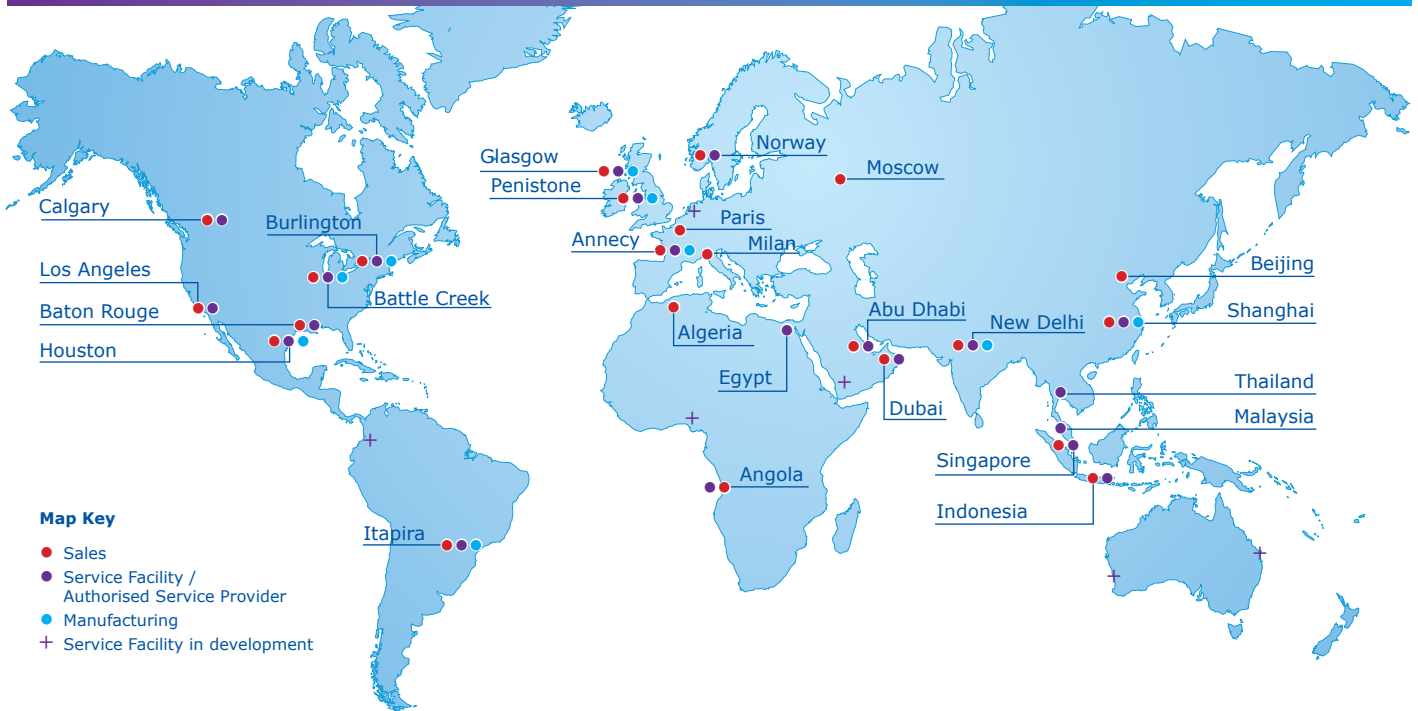 Norway
Glasgow
Moscow
Penistone
Calgary
Burlington
Paris
Annecy
Milan
Los Angeles
Beijing
Battle Creek
Baton Rouge
Abu Dhabi
New Delhi
Shanghai
Algeria
Houston
Egypt
Thailand
Dubai
Malaysia
Singapore
Angola
Indonesia
Itapira
Map Key
Sales
Service Facility /
Authorised Service Provider
Manufacturing
Service Facility in development